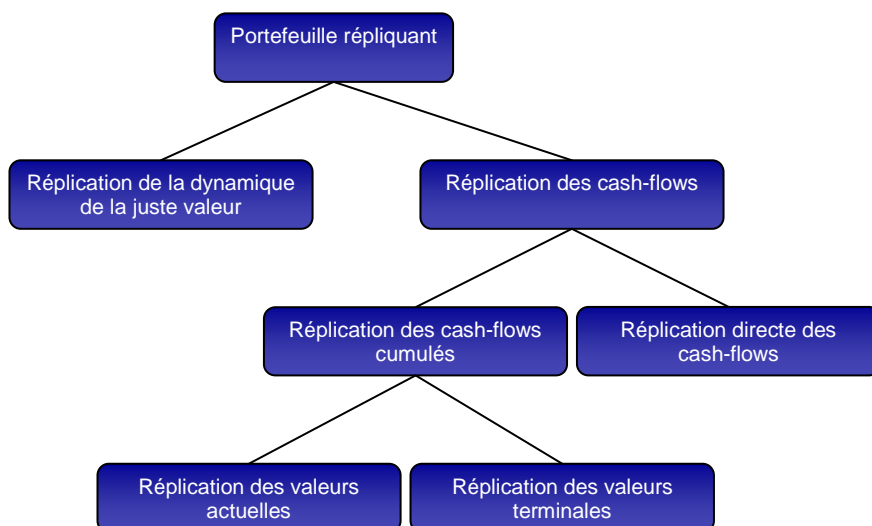 Portefeuille répliquant
Réplication de la dynamique
de la juste valeur
Réplication des cash-flows
Réplication des cash-flows
cumulés
Réplication directe des
cash-flows
Réplication des valeurs
actuelles
Réplication des valeurs
terminales